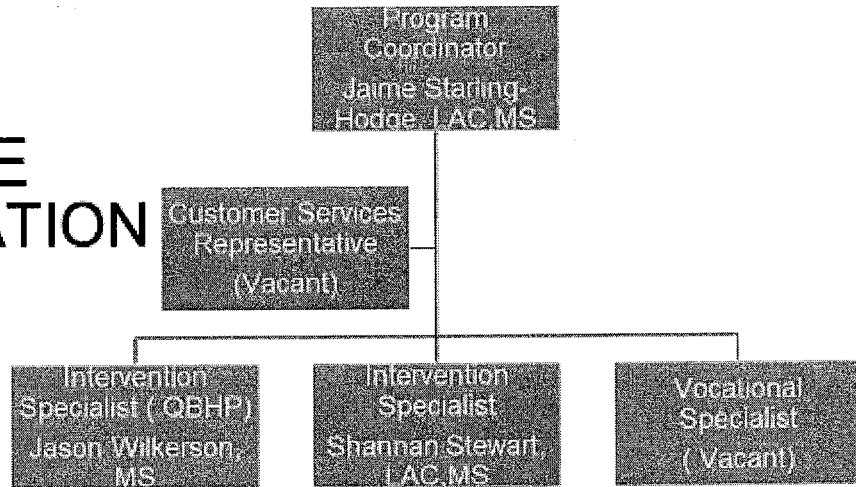 Program
Coordinator
Jaime Starling-
Hodge, LAC,MS
E
ATION
Customer Services
Representative
(Vacant)
Intervention
Specialist ( QBHP)
Jason Wilkerson,
MS
Intervention
Specialist
Shannan Stewart,
LAC,MS
Vocational
Specialist
( Vacant)